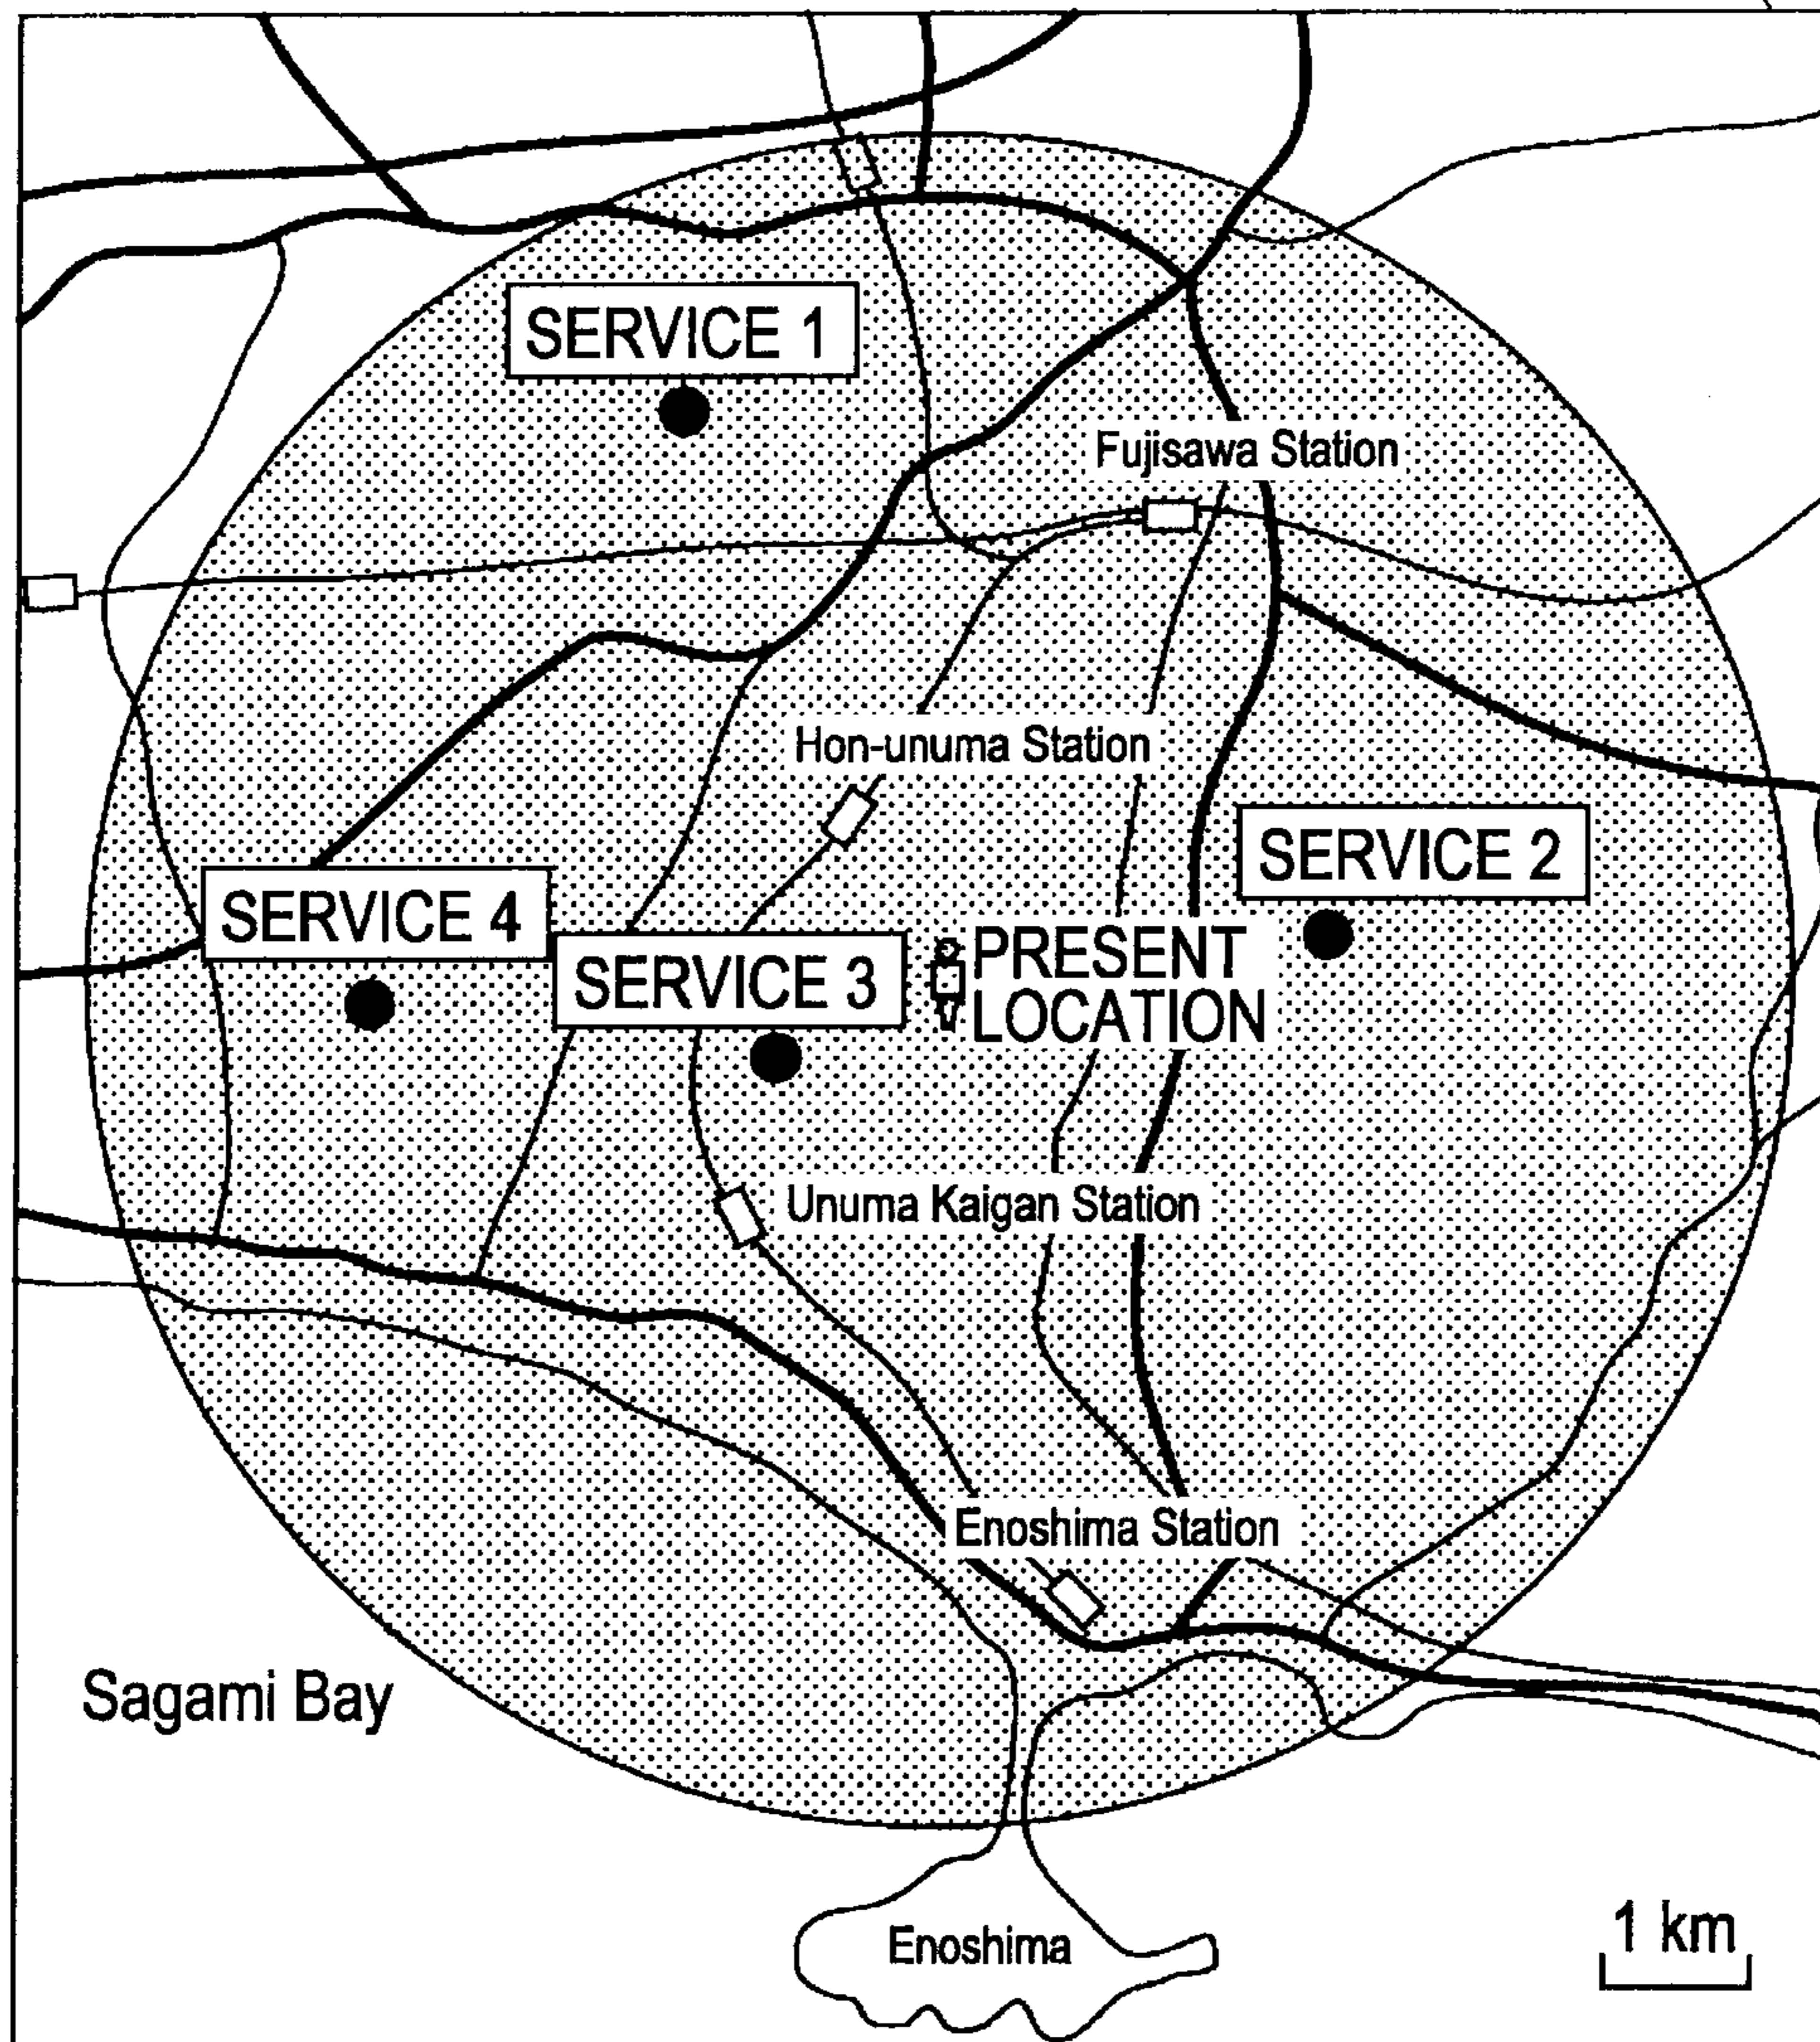 SERVICE 1
Fujisawa Station
Hon-unuma Station
SERVICE 2
SERVICE 4
SERVICE 3
PRESENT
LOCATION
Unuma Kaigan Station
Enoshima Station
Sagami Bay
Enoshima
1 km